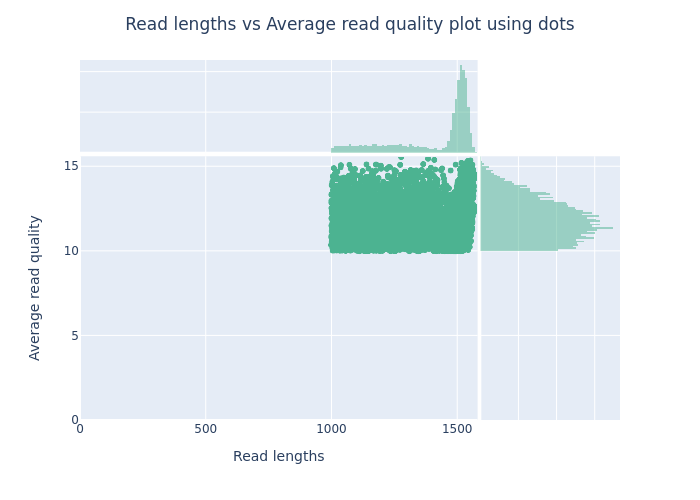 Read lengths vs Average read quality plot using dots
15
10
5
0
Average read quality
0
500
1000
1500
Read lengths